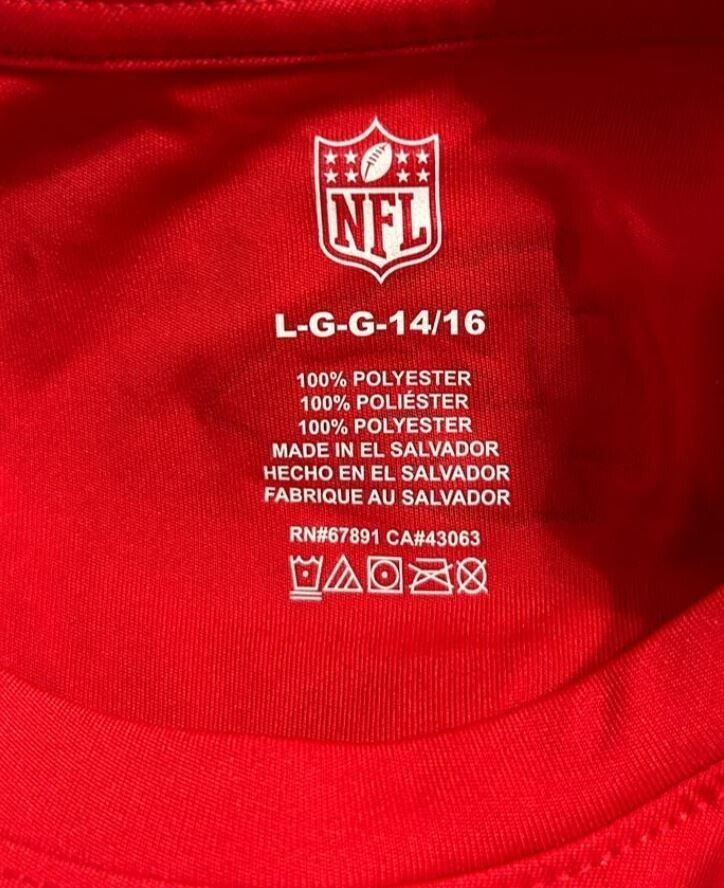 NFL
L-G-G-14/16
100% POLYESTER
100% POLIÉSTER
100% POLYESTER
MADE IN EL SALVADOR
HECHO EN EL SALVADOR
FABRIQUE AU SALVADOR
RN#67891 CA#43063